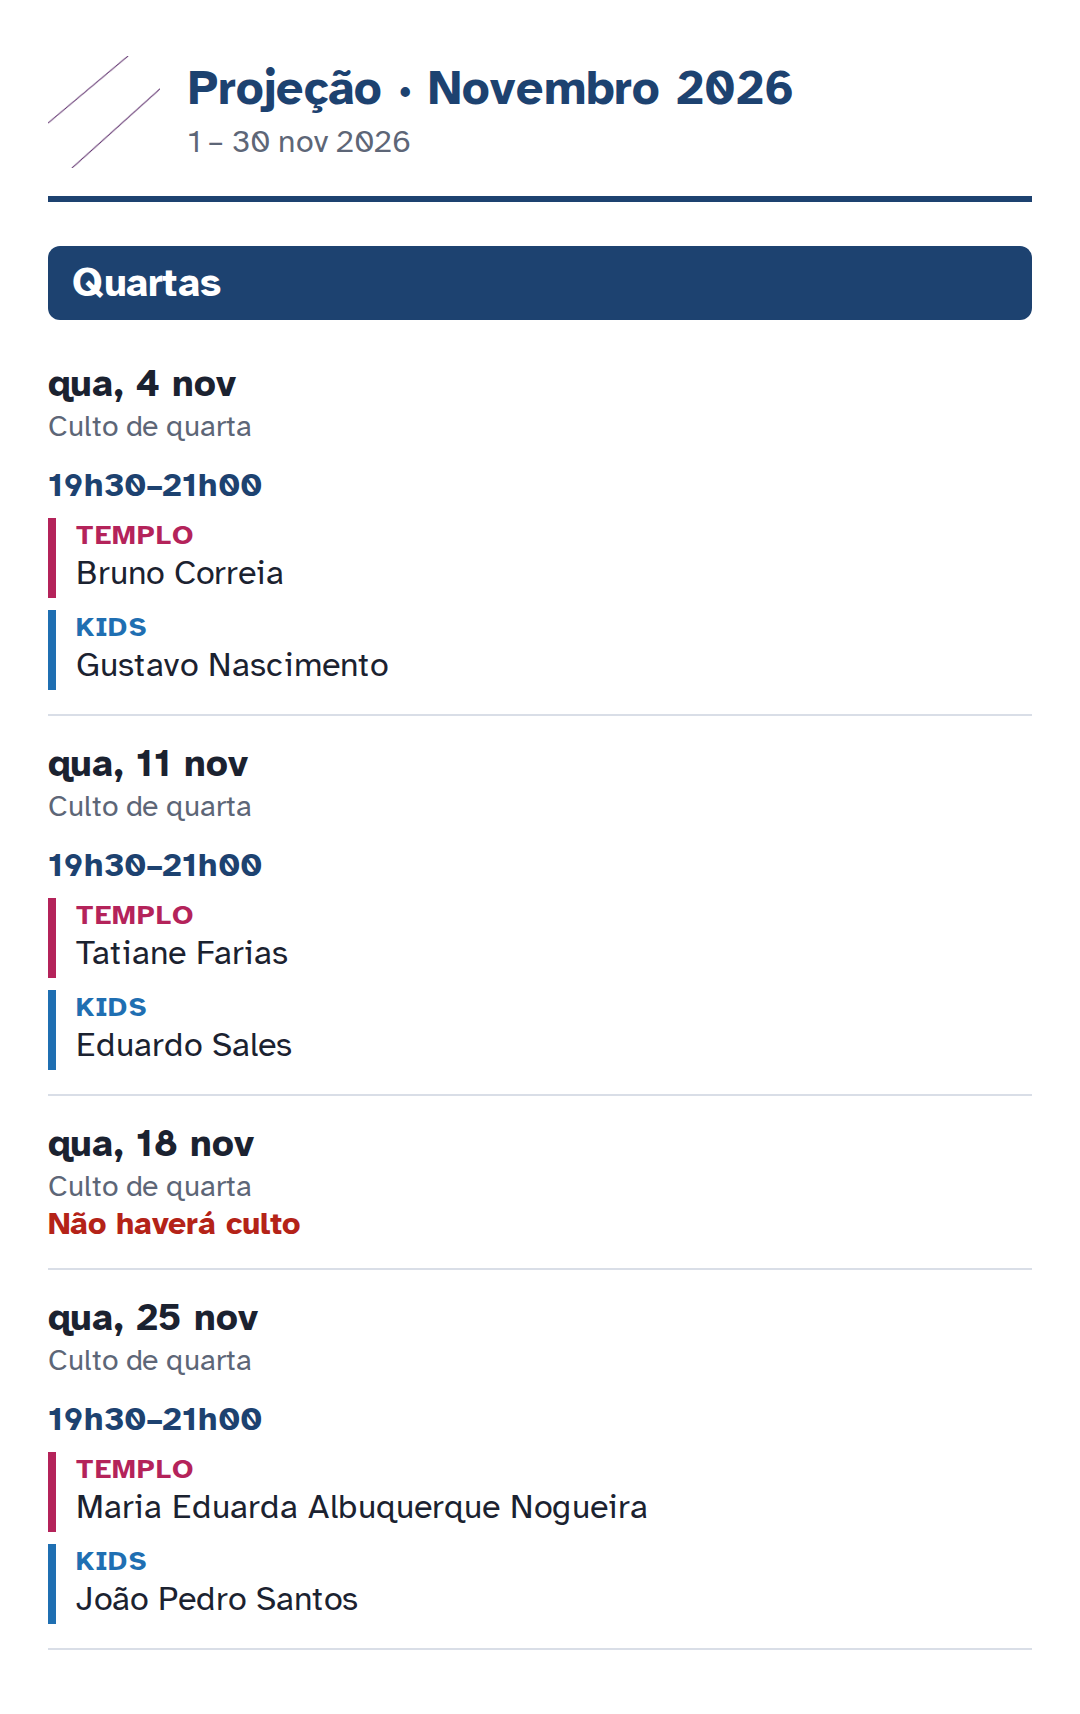 Projeção • Novembro 2026
1 – 30 nov 2026
Quartas
qua, 4 nov
Culto de quarta
19h30–21h00
TEMPLO
Bruno Correia
KIDS
Gustavo Nascimento
qua, 11 nov
Culto de quarta
19h30–21h00
TEMPLO
Tatiane Farias
KIDS
Eduardo Sales
qua, 18 nov
Culto de quarta
Não haverá culto
qua, 25 nov
Culto de quarta
19h30–21h00
TEMPLO
Maria Eduarda Albuquerque Nogueira
KIDS
João Pedro Santos